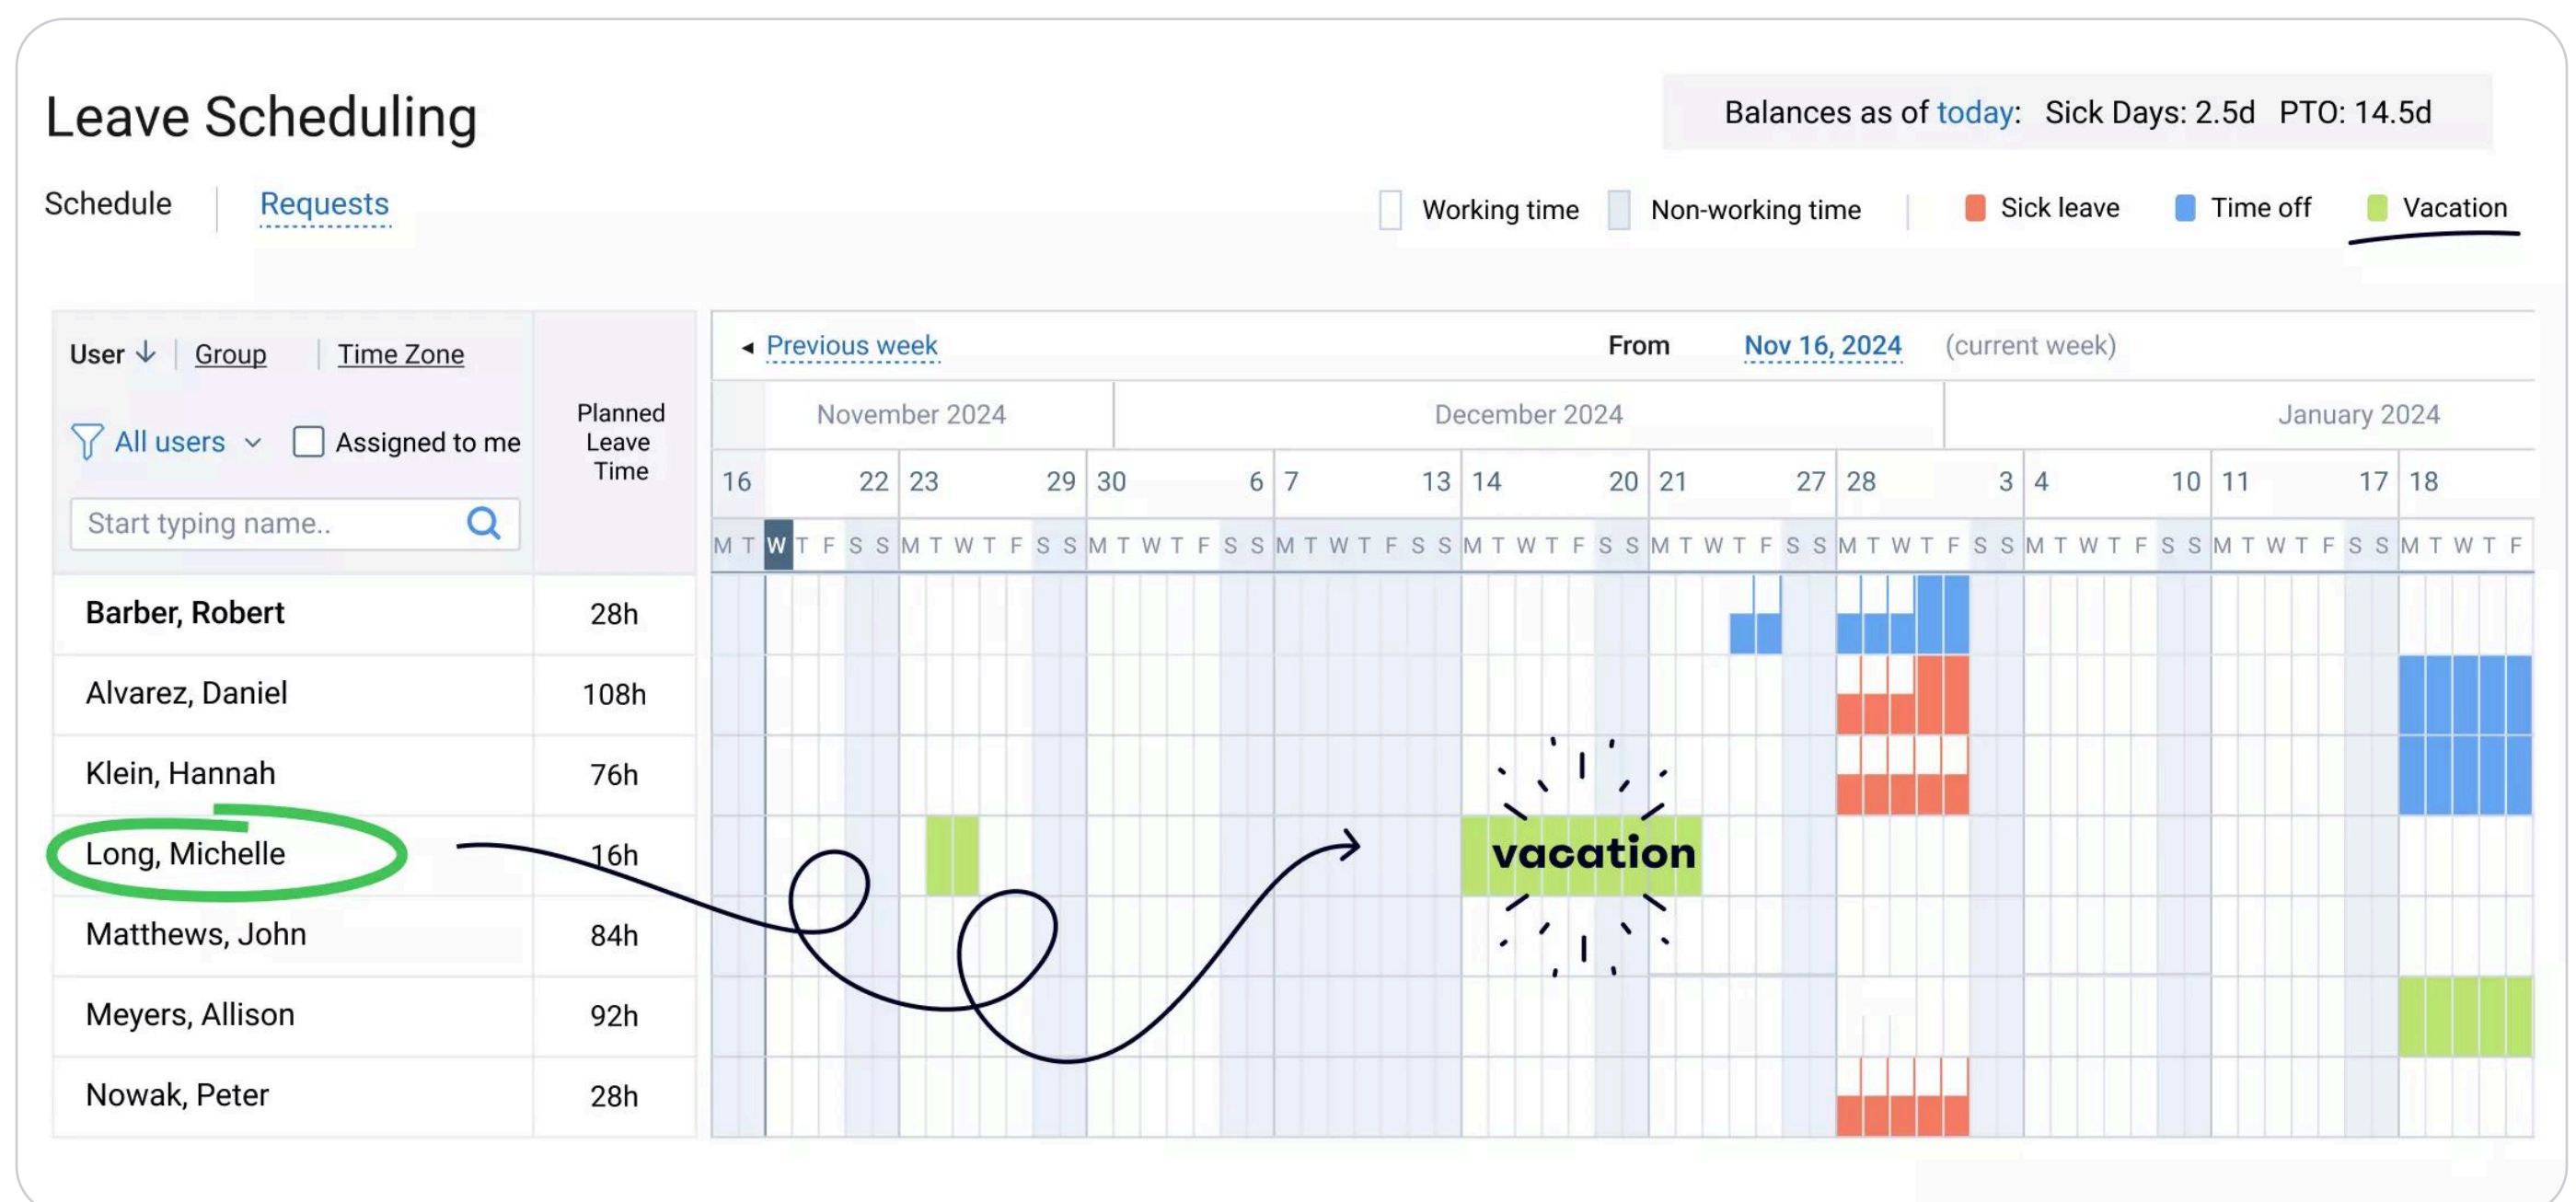 Leave Scheduling
Balances as of today: Sick Days: 2.5d PTO: 14.5d
Schedule Requests
Working time Non-working time Sick leave Time off Vacation
User ↓ Group Time Zone
All users Assigned to me
Start typing name..
Planned
Leave
Time
◂ Previous week From Nov 16, 2024 (current week)
November 2024 December 2024 January 2024
16 22 23 29 30 6 7 13 14 20 21 27 28 3 4 10 11 17 18
M T W T F S S M T W T F S S M T W T F S S M T W T F S S M T W T F S S M T W T F S S M T W T F S S M T W T F S S M T W T F S S M T W T F
Barber, Robert 28h
Alvarez, Daniel 108h
Klein, Hannah 76h
Long, Michelle 16h vacation
Matthews, John 84h
Meyers, Allison 92h
Nowak, Peter 28h